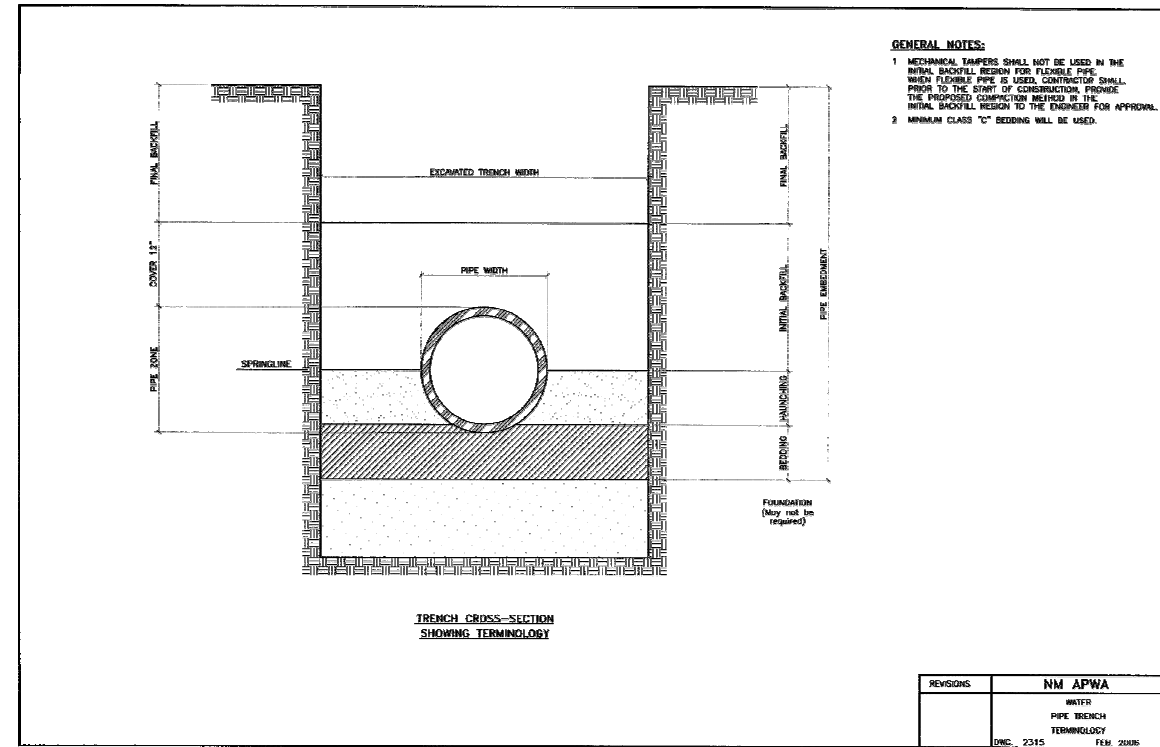 GENERAL NOTES:
1 MECHANICAL TAMPERS SHALL NOT BE USED IN THE
INITIAL BACKFILL REGION FOR FLEXIBLE PIPE.
WHEN FLEXIBLE PIPE IS USED, CONTRACTOR SHALL,
PRIOR TO THE START OF CONSTRUCTION, PROVIDE
THE PROPOSED COMPACTION METHOD IN THE
INITIAL BACKFILL REGION TO THE ENGINEER FOR APPROVAL.
2 MINIMUM CLASS "C" BEDDING WILL BE USED.
FINAL BACKFILL
COVER 12"
PIPE ZONE
EXCAVATED TRENCH WIDTH
PIPE WIDTH
SPRINGLINE
FINAL BACKFILL
INITIAL BACKFILL
HAUNCHING
BEDDING
PIPE EMBEDMENT
FOUNDATION
(May not be
required)
TRENCH CROSS-SECTION
SHOWING TERMINOLOGY
REVISIONS
NM APWA
WATER
PIPE TRENCH
TERMINOLOGY
DWG. 2315 FEB. 2006